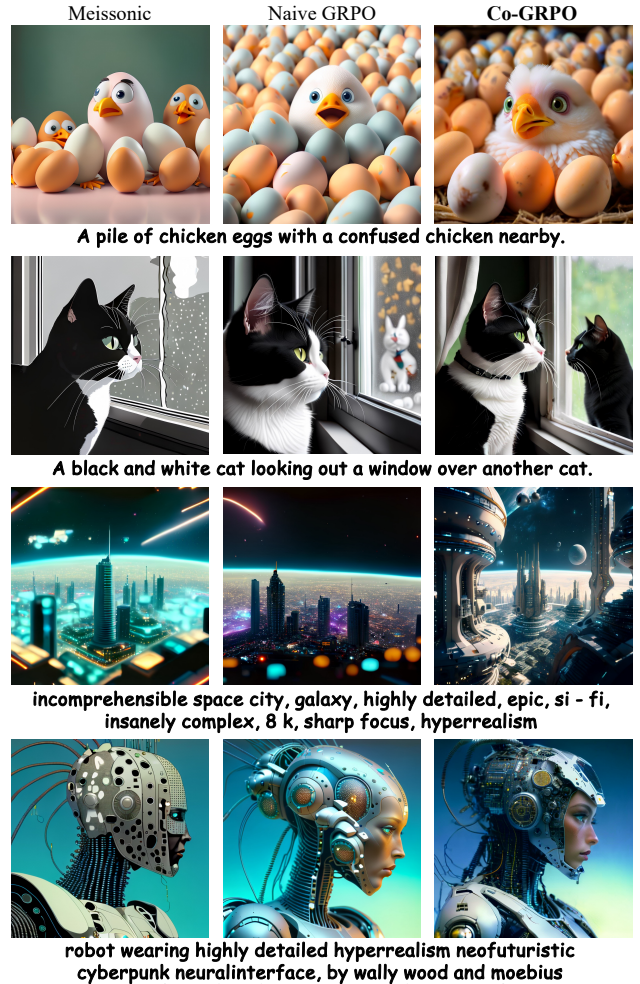 Meissonic Naive GRPO Co-GRPO
A pile of chicken eggs with a confused chicken nearby.
A black and white cat looking out a window over another cat.
incomprehensible space city, galaxy, highly detailed, epic, si - fi,
insanely complex, 8 k, sharp focus, hyperrealism
robot wearing highly detailed hyperrealism neofuturistic
cyberpunk neuralinterface, by wally wood and moebius